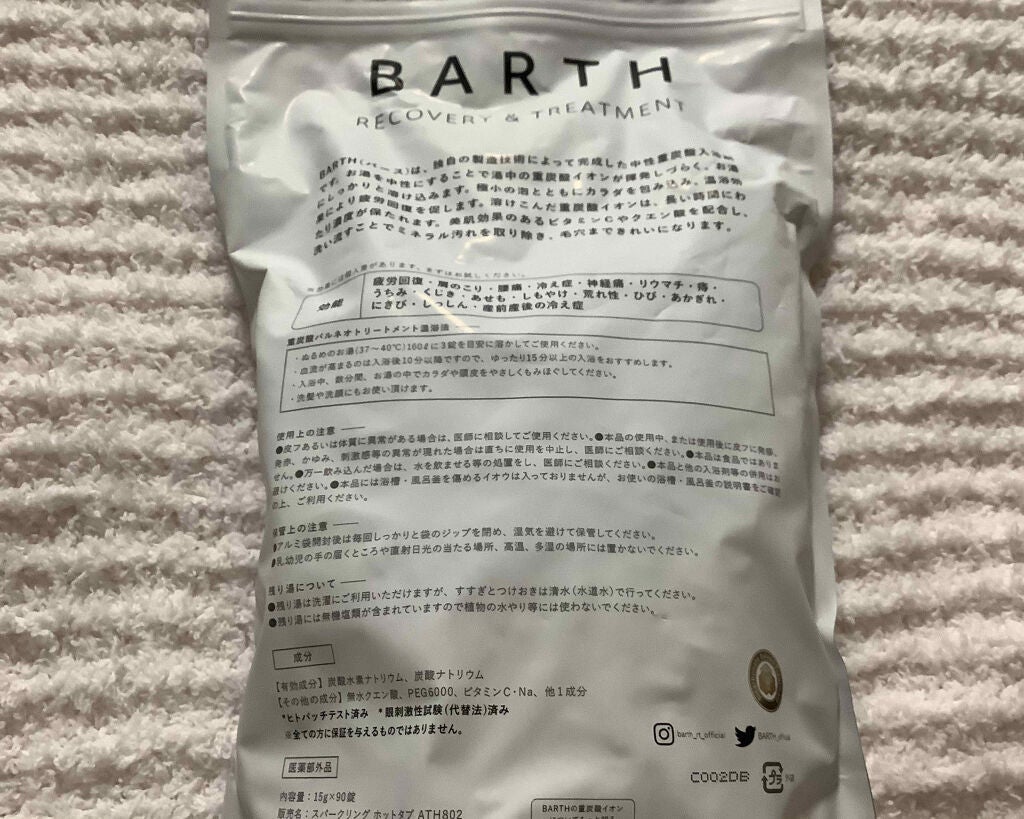 BARTH
RECOVERY & TREATMENT
BARTH(バース)は、独自の製造技術によって完成した中性重炭酸入浴剤
です。お湯を中性にすることで湯中の重炭酸イオンが揮発しづらく、お湯
にしっかりと溶け込みます。極小の泡とともにカラダを包み込み、温浴効
果により疲労回復を促します。溶けこんだ重炭酸イオンは、長い時間にわ
たり濃度が保たれます。美肌効果のあるビタミンCやクエン酸を配合し、
洗い流すことでミネラル汚れを取り除き、毛穴まできれいになります。
※効果には個人差があります、まずはお試しください。
効能
疲労回復・肩のこり・腰痛・冷え症・神経痛・リウマチ・痔・
うちみ・くじき・あせも・しもやけ・荒れ性・ひび・あかぎれ・
にきび・しっしん・産前産後の冷え症
重炭酸バルネオトリートメント温浴法
・ぬるめのお湯(37〜40℃)160ℓに3錠を目安に溶かしてご使用ください。
・血流が高まるのは入浴後10分以降ですので、ゆったり15分以上の入浴をおすすめします。
・入浴中、数分間、お湯の中でカラダや頭皮をやさしくもみほぐしてください。
・洗髪や洗顔にもお使い頂けます。
使用上の注意
●皮フあるいは体質に異常がある場合は、医師に相談してご使用ください。●本品の使用中、または使用後に皮フに発疹、
発赤、かゆみ、刺激感等の異常が現れた場合は直ちに使用を中止し、医師にご相談ください。●本品は食品ではありま
せん。●万一飲み込んだ場合は、水を飲ませる等の処置をし、医師にご相談ください。●本品と他の入浴剤等の併用はお
避けください。●本品には浴槽・風呂釜を傷めるイオウは入っておりませんが、お使いの浴槽・風呂釜の説明書をご確認
の上、ご利用ください。
保管上の注意
●アルミ袋開封後は毎回しっかりと袋のジップを閉め、湿気を避けて保管してください。
●乳幼児の手の届くところや直射日光の当たる場所、高温、多湿の場所には置かないでください。
残り湯について
●残り湯は洗濯にご利用いただけますが、すすぎとつけおきは清水(水道水)で行ってください。
●残り湯には無機塩類が含まれていますので植物の水やり等には使わないでください。
成分
【有効成分】炭酸水素ナトリウム、炭酸ナトリウム
【その他の成分】無水クエン酸、PEG6000、ビタミンC・Na、他1成分
*ヒトパッチテスト済み *眼刺激性試験(代替法)済み
※全ての方に保証を与えるものではありません。
barth_rt_official
医薬部外品
C002DB
プラ
内容量:15g×90錠
販売名:スパークリング ホットタブ ATH802
BARTHの重炭酸イオン